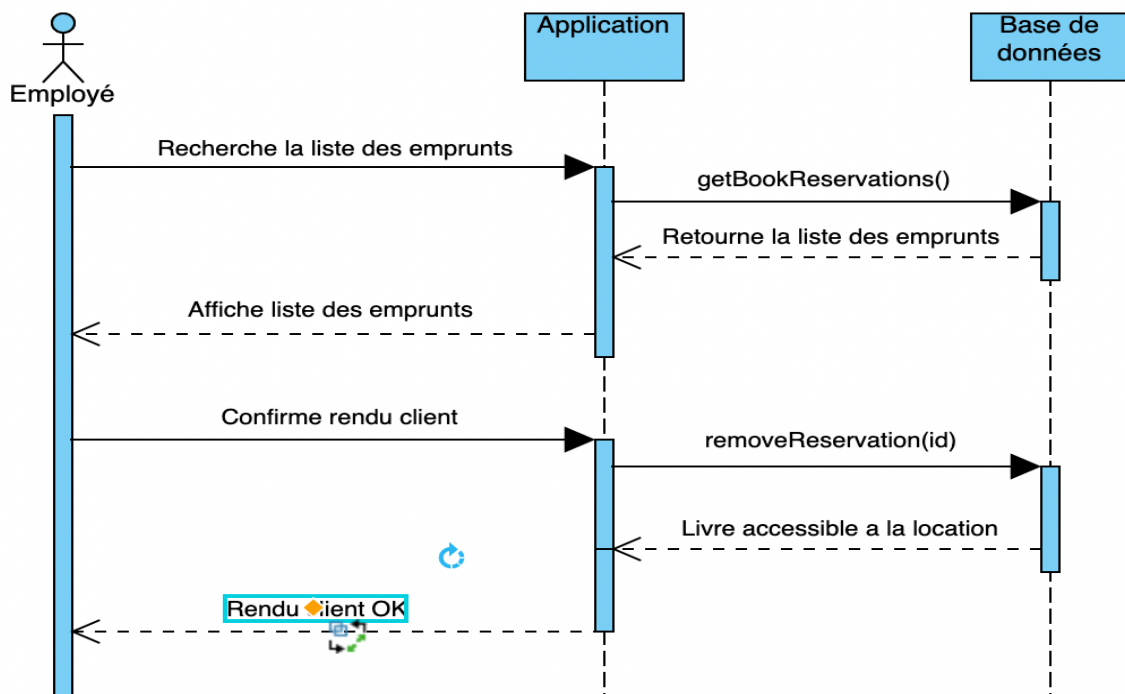 Application
Base de
données
Employé
Recherche la liste des emprunts
getBookReservations()
Retourne la liste des emprunts
Affiche liste des emprunts
Confirme rendu client
removeReservation(id)
Livre accessible a la location
Rendu OK